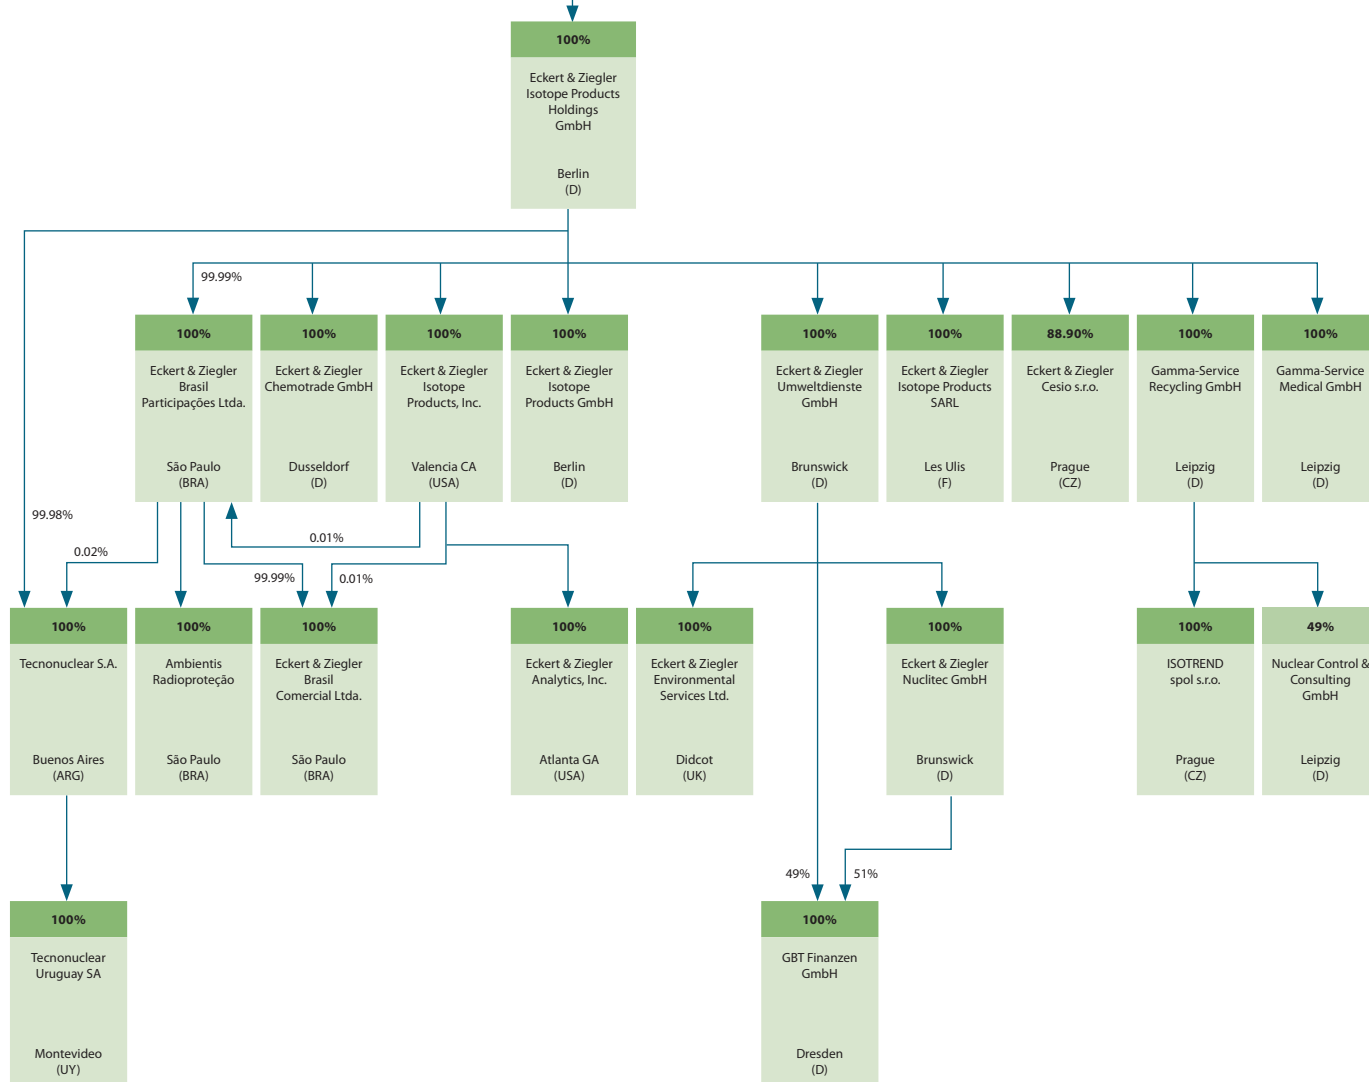 100%
Eckert & Ziegler
Isotope Products
Holdings
GmbH
Berlin
(D)
99.99%
100%
Eckert & Ziegler
Brasil
Participações Ltda.
São Paulo
(BRA)
100%
Eckert & Ziegler
Chemotrade GmbH
Dusseldorf
(D)
100%
Eckert & Ziegler
Isotope
Products, Inc.
Valencia CA
(USA)
100%
Eckert & Ziegler
Isotope
Products GmbH
Berlin
(D)
100%
Eckert & Ziegler
Umweltdienste
GmbH
Brunswick
(D)
100%
Eckert & Ziegler
Isotope Products
SARL
Les Ulis
(F)
88.90%
Eckert & Ziegler
Cesio s.r.o.
Prague
(CZ)
100%
Gamma-Service
Recycling GmbH
Leipzig
(D)
100%
Gamma-Service
Medical GmbH
Leipzig
(D)
99.98%
0.02%
0.01%
99.99%
0.01%
100%
Tecnonuclear S.A.
Buenos Aires
(ARG)
100%
Ambientis
Radioproteção
São Paulo
(BRA)
100%
Eckert & Ziegler
Brasil
Comercial Ltda.
São Paulo
(BRA)
100%
Eckert & Ziegler
Analytics, Inc.
Atlanta GA
(USA)
100%
Eckert & Ziegler
Environmental
Services Ltd.
Didcot
(UK)
100%
Eckert & Ziegler
Nuclitec GmbH
Brunswick
(D)
100%
ISOTREND
spol s.r.o.
Prague
(CZ)
49%
Nuclear Control &
Consulting
GmbH
Leipzig
(D)
49%
51%
100%
Tecnonuclear
Uruguay SA
Montevideo
(UY)
100%
GBT Finanzen
GmbH
Dresden
(D)